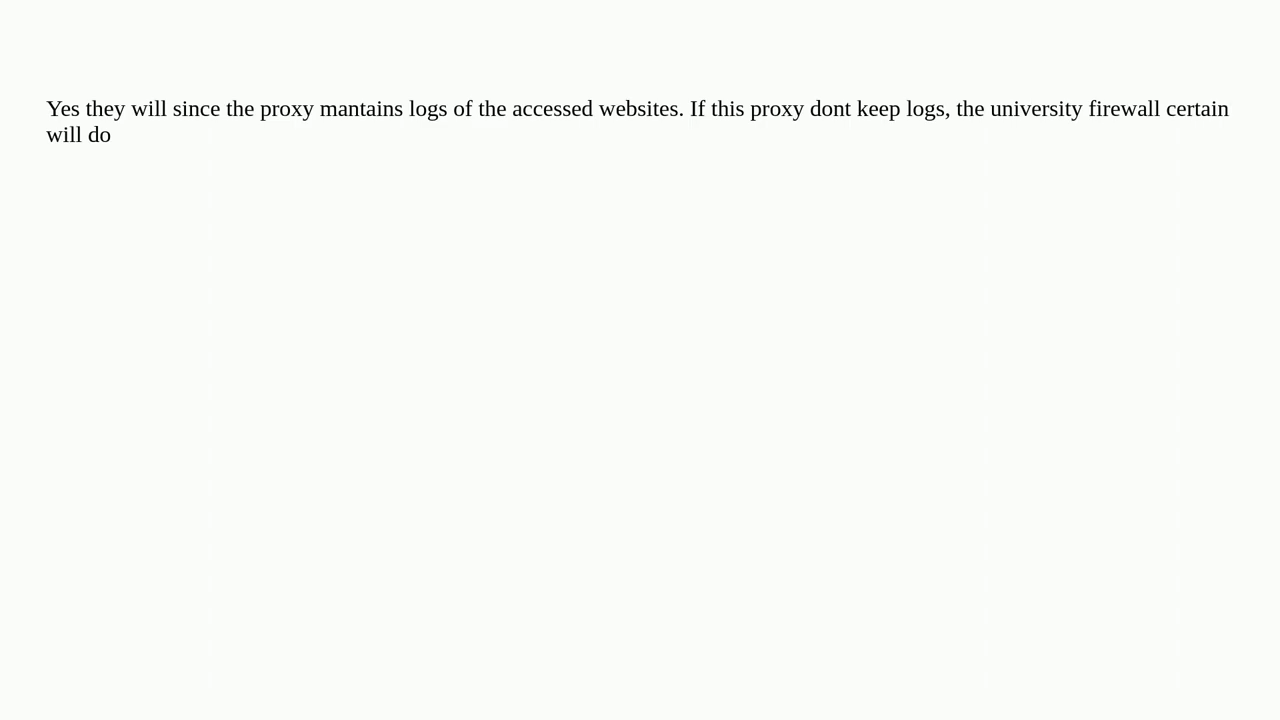 Yes they will since the proxy mantains logs of the accessed websites. If this proxy dont keep logs, the university firewall certain
will do